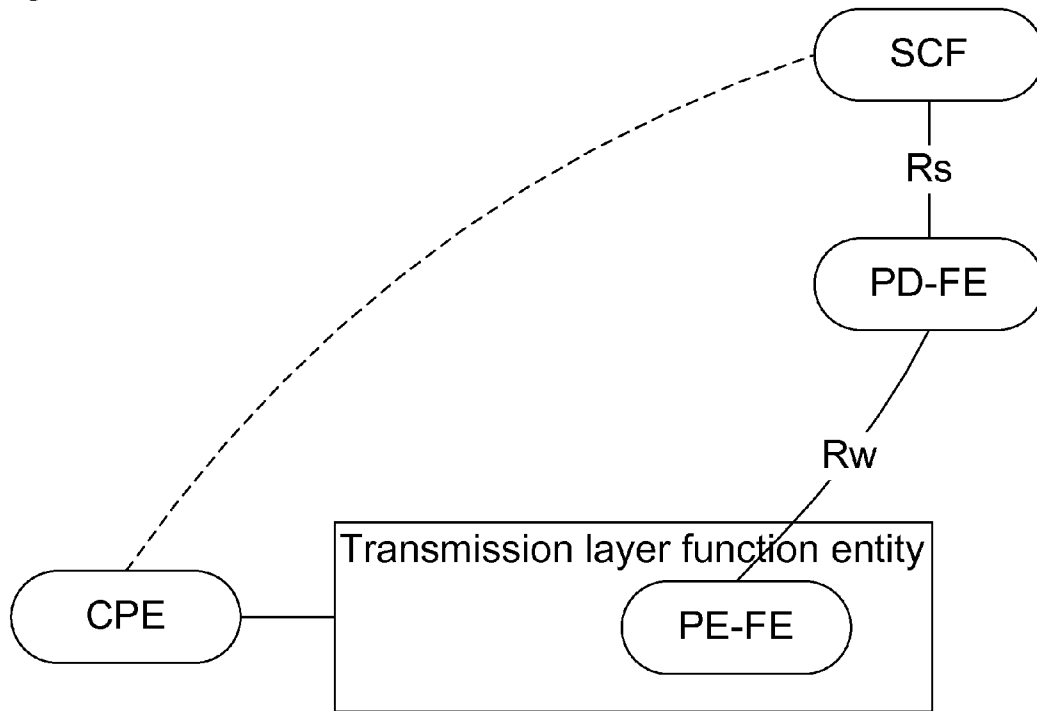 SCF
Rs
PD-FE
Rw
Transmission layer function entity
CPE
PE-FE